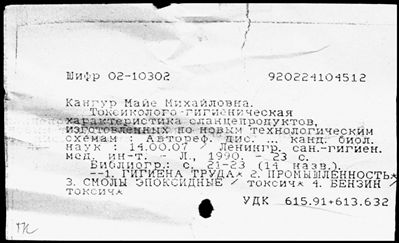 Шифр 02-10302 920224104512
Кангур Майе Михайловна.
Токсиколого-гигиеническая
характеристика сланцепродуктов,
изготовленных по новым технологическим
схемам : Автореф. дис. ... канд. биол.
наук : 14.00.07 / Ленингр. сан.-гигиен.
мед. ин-т. - Л., 1990. - 23 с.
Библиогр.: с. 21-23 (14 назв.).
--1. ГИГИЕНА ТРУДА* 2. ПРОМЫШЛЕННОСТЬ*
3. СМОЛЫ ЭПОКСИДНЫЕ / токсич* 4. БЕНЗИН /
токсич*
УДК 615.91+613.632